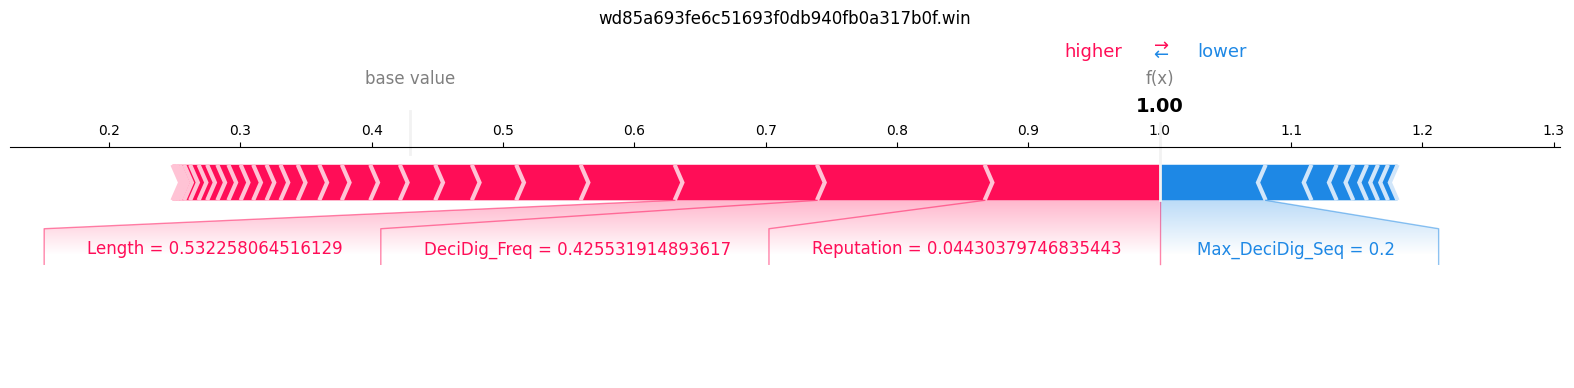 wd85a693fe6c51693f0db940fb0a317b0f.win
higher ⇄ lower
base value f(x)
1.00
0.2 0.3 0.4 0.5 0.6 0.7 0.8 0.9 1.0 1.1 1.2 1.3
Length = 0.532258064516129 DeciDig_Freq = 0.425531914893617 Reputation = 0.04430379746835443 Max_DeciDig_Seq = 0.2